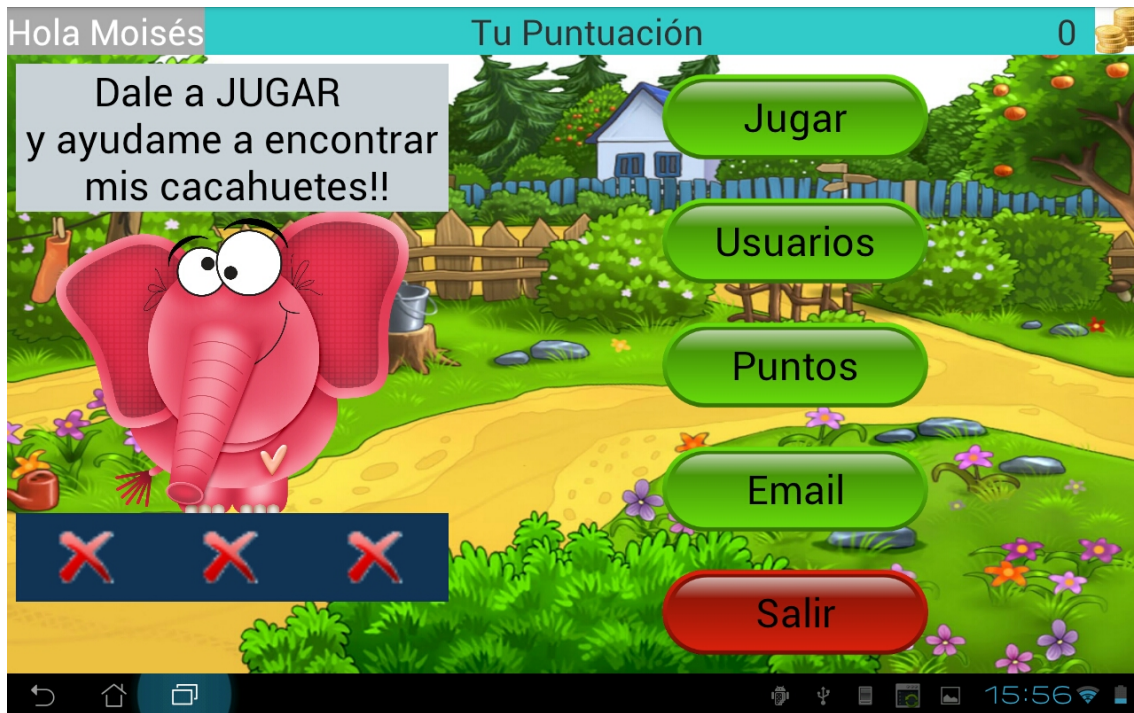 Hola Moisés
Tu Puntuación
0
Dale a JUGAR
y ayudame a encontrar
mis cacahuetes!!
Jugar
Usuarios
Puntos
Email
Salir
15:56